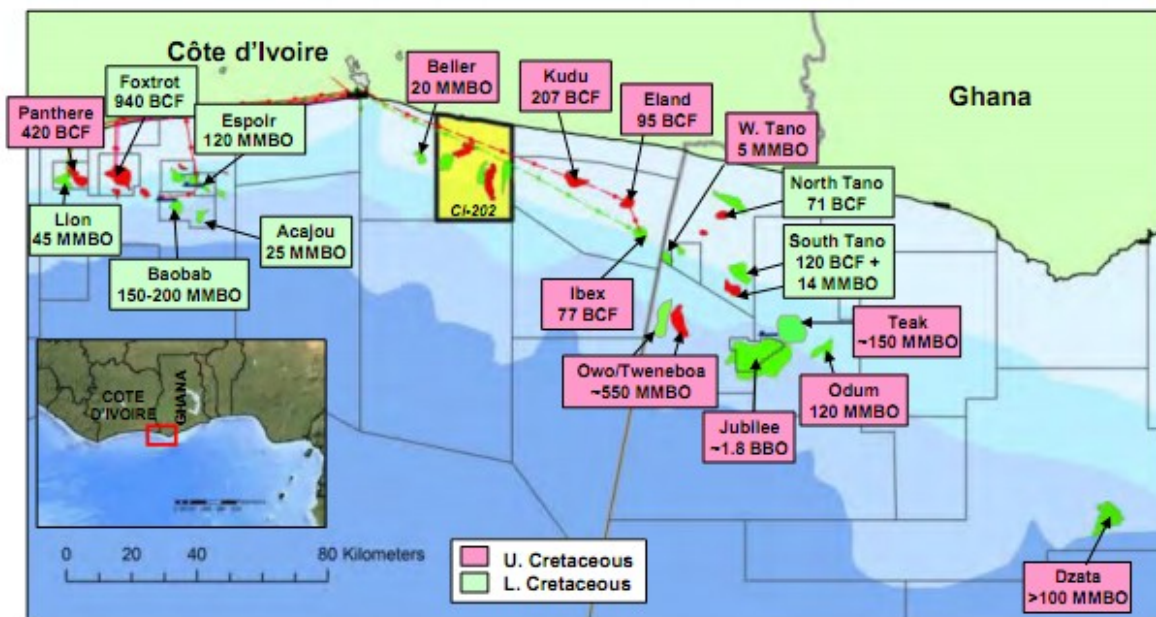 Côte d'Ivoire
Ghana
Panthere
420 BCF
Foxtrot
940 BCF
Espoir
120 MMBO
Belier
20 MMBO
Kudu
207 BCF
Eland
95 BCF
W. Tano
5 MMBO
North Tano
71 BCF
South Tano
120 BCF +
14 MMBO
Lion
45 MMBO
Baobab
150-200 MMBO
Acajou
25 MMBO
CI-202
Ibex
77 BCF
Owo/Tweneboa
~550 MMBO
Jubilee
~1.8 BBO
Teak
~150 MMBO
Odum
120 MMBO
Dzata
>100 MMBO
COTE
D'IVOIRE
GHANA
0 20 40 80 Kilometers
U. Cretaceous
L. Cretaceous